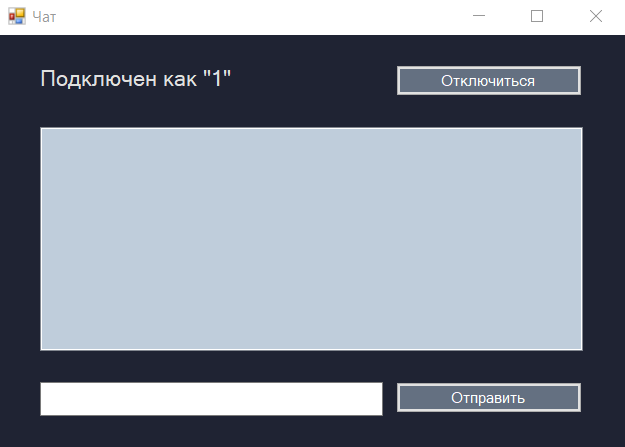 Чат
Подключен как "1"
Отключиться
Отправить